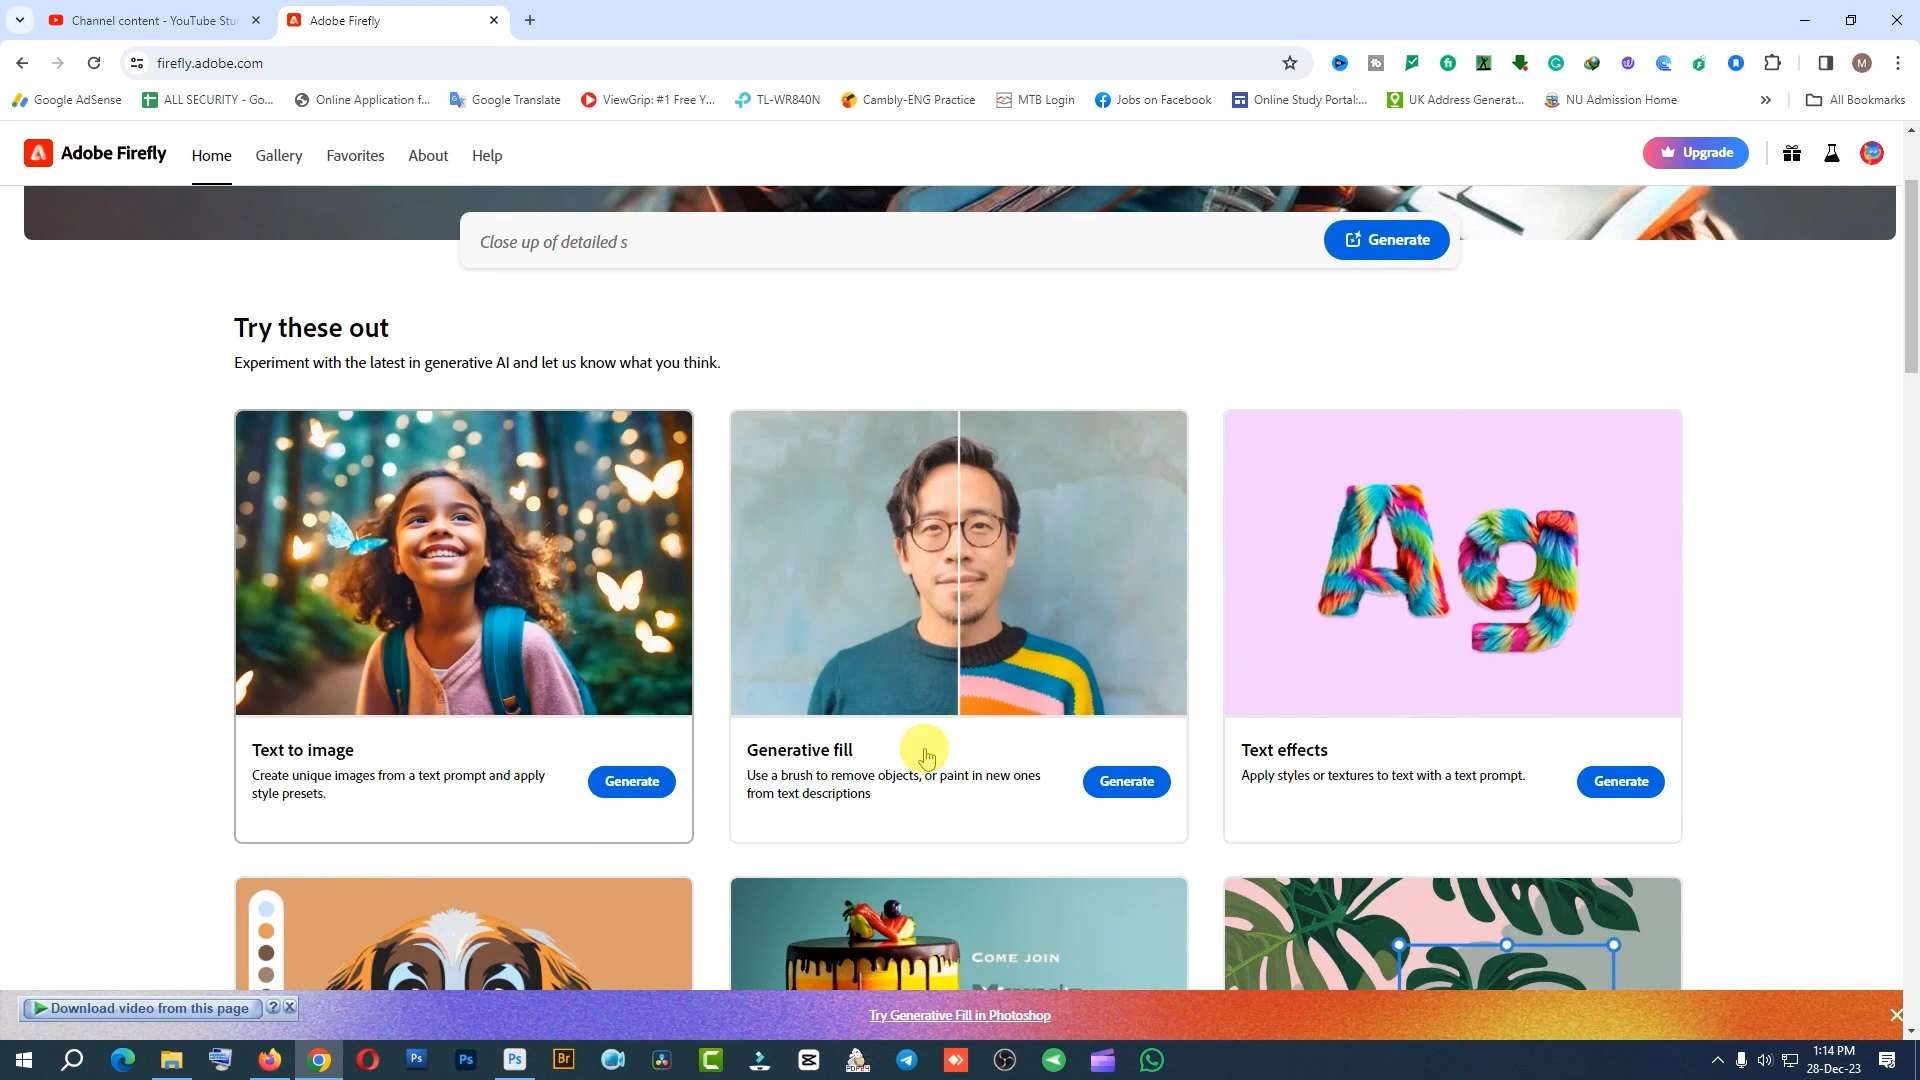 Channel content - YouTube Stu
Adobe Firefly
firefly.adobe.com
M
Google AdSense
ALL SECURITY - Go...
Online Application f...
Google Translate
ViewGrip: #1 Free Y...
TL-WR840N
Cambly-ENG Practice
MTB Login
Jobs on Facebook
Online Study Portal:...
UK Address Generat...
NU Admission Home
All Bookmarks
Adobe Firefly
Home
Gallery
Favorites
About
Help
Upgrade
Close up of detailed s
Generate
Try these out
Experiment with the latest in generative AI and let us know what you think.
Ag
Text to image
Create unique images from a text prompt and apply
style presets.
Generate
Generative fill
Use a brush to remove objects, or paint in new ones
from text descriptions
Generate
Text effects
Apply styles or textures to text with a text prompt.
Generate
COME JOIN
Download video from this page
Try Generative Fill in Photoshop
Ps
Ps
Ps
Br
1:14 PM
28-Dec-23